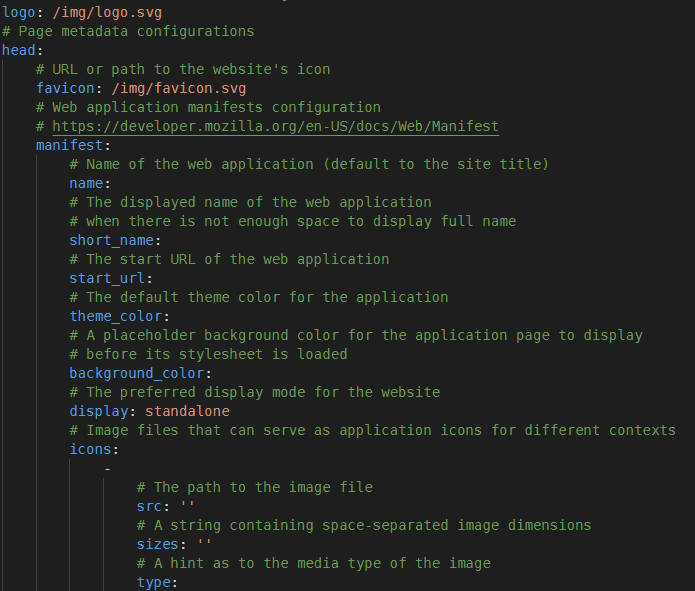 logo: /img/logo.svg
# Page metadata configurations
head:
# URL or path to the website's icon
favicon: /img/favicon.svg
# Web application manifests configuration
# https://developer.mozilla.org/en-US/docs/Web/Manifest
manifest:
# Name of the web application (default to the site title)
name:
# The displayed name of the web application
# when there is not enough space to display full name
short_name:
# The start URL of the web application
start_url:
# The default theme color for the application
theme_color:
# A placeholder background color for the application page to display
# before its stylesheet is loaded
background_color:
# The preferred display mode for the website
display: standalone
# Image files that can serve as application icons for different contexts
icons:
-
# The path to the image file
src: ''
# A string containing space-separated image dimensions
sizes: ''
# A hint as to the media type of the image
type: